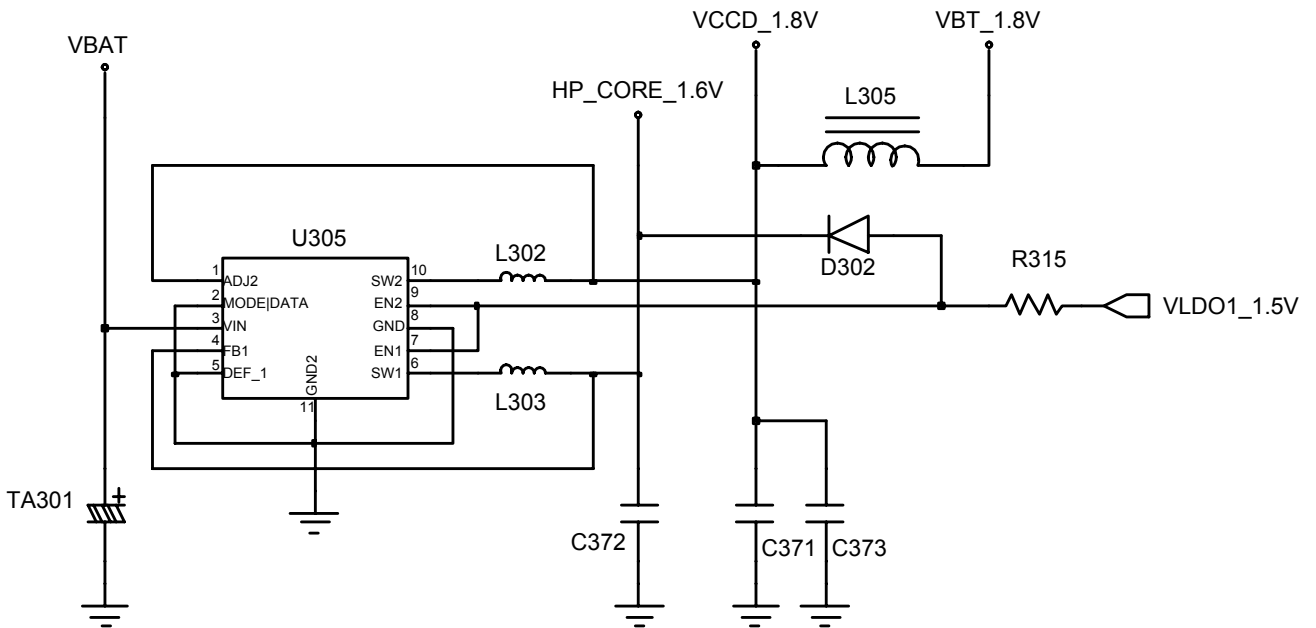 VCCD_1.8V
VBT_1.8V
VBAT
HP_CORE_1.6V
L305
U305
L302
D302
R315
1
ADJ2
SW2
10
2
MODE|DATA
EN2
9
3
VIN
GND
8
4
FB1
EN1
7
5
DEF_1
SW1
6
GND2
11
VLDO1_1.5V
L303
TA301
+
C372
C371
C373